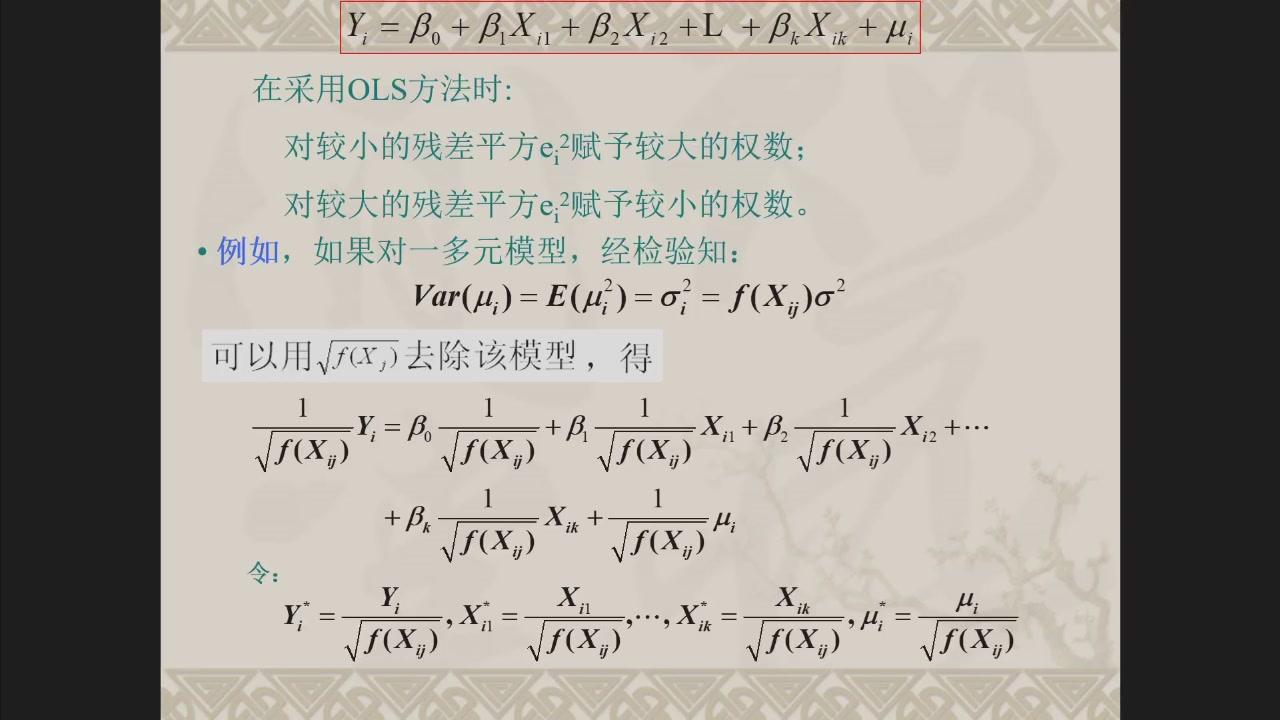 Yᵢ = β₀ + β₁Xᵢ₁ + β₂Xᵢ₂ + L + βₖXᵢₖ + μᵢ
在采用OLS方法时:
对较小的残差平方eᵢ²赋予较大的权数；
对较大的残差平方eᵢ²赋予较小的权数。
• 例如，如果对一多元模型，经检验知：
Var(μᵢ) = E(μᵢ²) = σᵢ² = f(Xᵢⱼ)σ²
可以用√f(Xⱼ)去除该模型，得
1/√f(Xᵢⱼ) Yᵢ = β₀ 1/√f(Xᵢⱼ) + β₁ 1/√f(Xᵢⱼ) Xᵢ₁ + β₂ 1/√f(Xᵢⱼ) Xᵢ₂ + ⋯
+ βₖ 1/√f(Xᵢⱼ) Xᵢₖ + 1/√f(Xᵢⱼ) μᵢ
令：
Yᵢ* = Yᵢ/√f(Xᵢⱼ), Xᵢ₁* = Xᵢ₁/√f(Xᵢⱼ), ⋯, Xᵢₖ* = Xᵢₖ/√f(Xᵢⱼ), μᵢ* = μᵢ/√f(Xᵢⱼ)